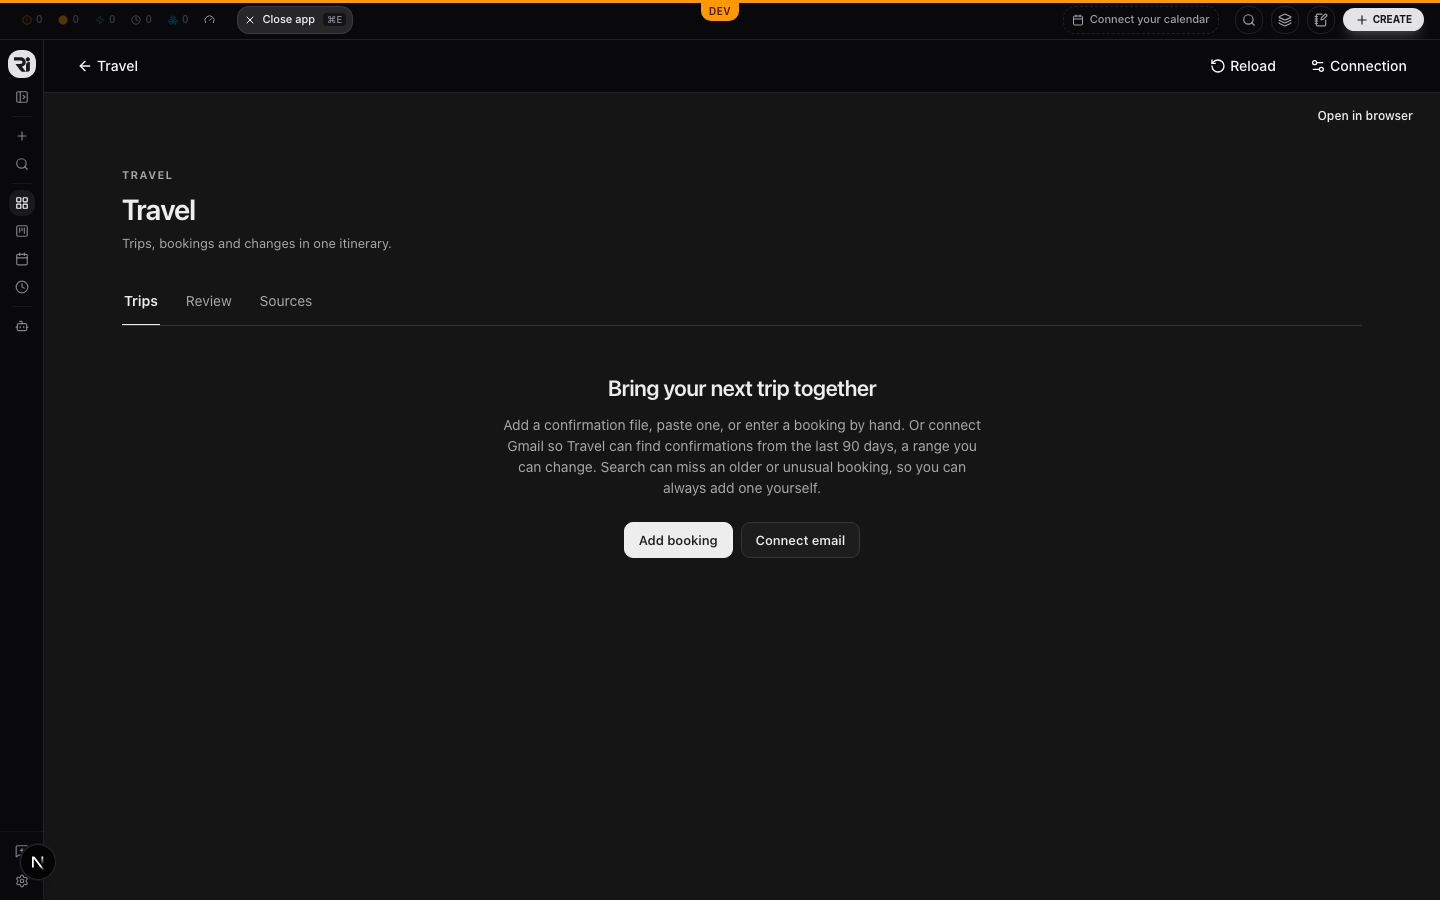 0
0
0
0
0
Close app
⌘E
DEV
Connect your calendar
CREATE
Ri
Travel
Reload
Connection
Open in browser
TRAVEL
Travel
Trips, bookings and changes in one itinerary.
Trips
Review
Sources
Bring your next trip together
Add a confirmation file, paste one, or enter a booking by hand. Or connect
Gmail so Travel can find confirmations from the last 90 days, a range you
can change. Search can miss an older or unusual booking, so you can
always add one yourself.
Add booking
Connect email
N